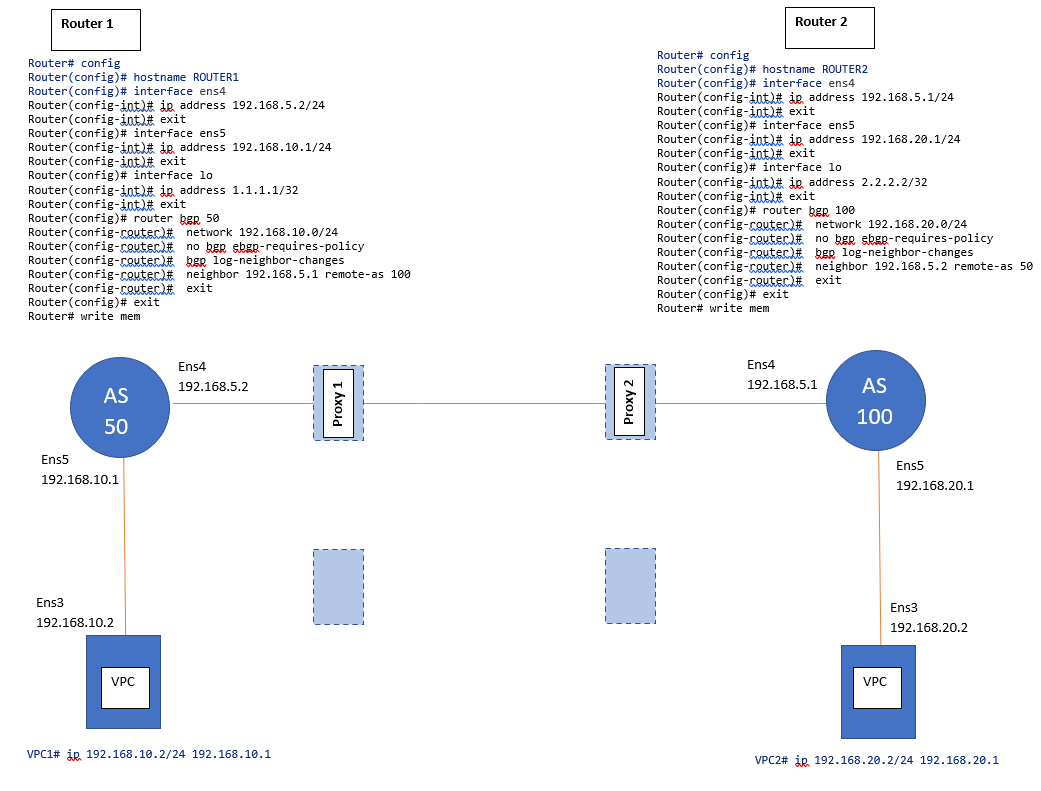 Router 1
Router# config
Router(config)# hostname ROUTER1
Router(config)# interface ens4
Router(config-int)# ip address 192.168.5.2/24
Router(config-int)# exit
Router(config)# interface ens5
Router(config-int)# ip address 192.168.10.1/24
Router(config-int)# exit
Router(config)# interface lo
Router(config-int)# ip address 1.1.1.1/32
Router(config-int)# exit
Router(config)# router bgp 50
Router(config-router)#  network 192.168.10.0/24
Router(config-router)#  no bgp ebgp-requires-policy
Router(config-router)#  bgp log-neighbor-changes
Router(config-router)#  neighbor 192.168.5.1 remote-as 100
Router(config-router)#  exit
Router(config)# exit
Router# write mem
Router 2
Router# config
Router(config)# hostname ROUTER2
Router(config)# interface ens4
Router(config-int)# ip address 192.168.5.1/24
Router(config-int)# exit
Router(config)# interface ens5
Router(config-int)# ip address 192.168.20.1/24
Router(config-int)# exit
Router(config)# interface lo
Router(config-int)# ip address 2.2.2.2/32
Router(config-int)# exit
Router(config)# router bgp 100
Router(config-router)#  network 192.168.20.0/24
Router(config-router)#  no bgp ebgp-requires-policy
Router(config-router)#  bgp log-neighbor-changes
Router(config-router)#  neighbor 192.168.5.2 remote-as 50
Router(config-router)#  exit
Router(config)# exit
Router# write mem
AS
50
Ens4
192.168.5.2
Proxy 1
Proxy 2
Ens4
192.168.5.1
AS
100
Ens5
192.168.10.1
Ens5
192.168.20.1
Ens3
192.168.10.2
Ens3
192.168.20.2
VPC
VPC
VPC1# ip 192.168.10.2/24 192.168.10.1
VPC2# ip 192.168.20.2/24 192.168.20.1